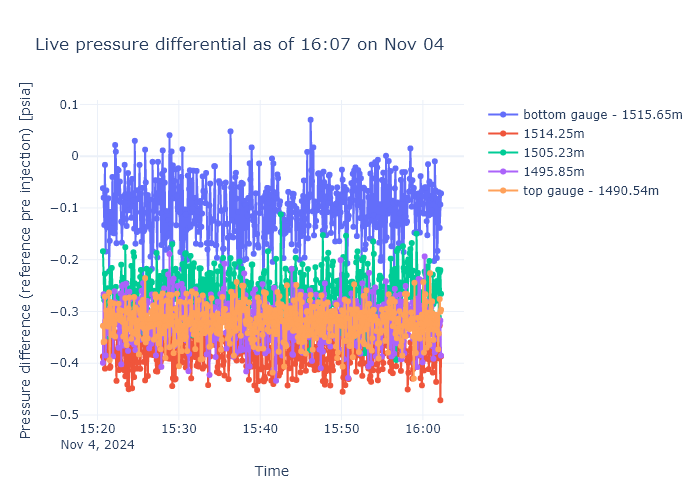 Live pressure differential as of 16:07 on Nov 04
Pressure difference (reference pre injection) [psia]
0.1
0
−0.1
−0.2
−0.3
−0.4
−0.5
15:20
15:30
15:40
15:50
16:00
Nov 4, 2024
Time
bottom gauge - 1515.65m
1514.25m
1505.23m
1495.85m
top gauge - 1490.54m